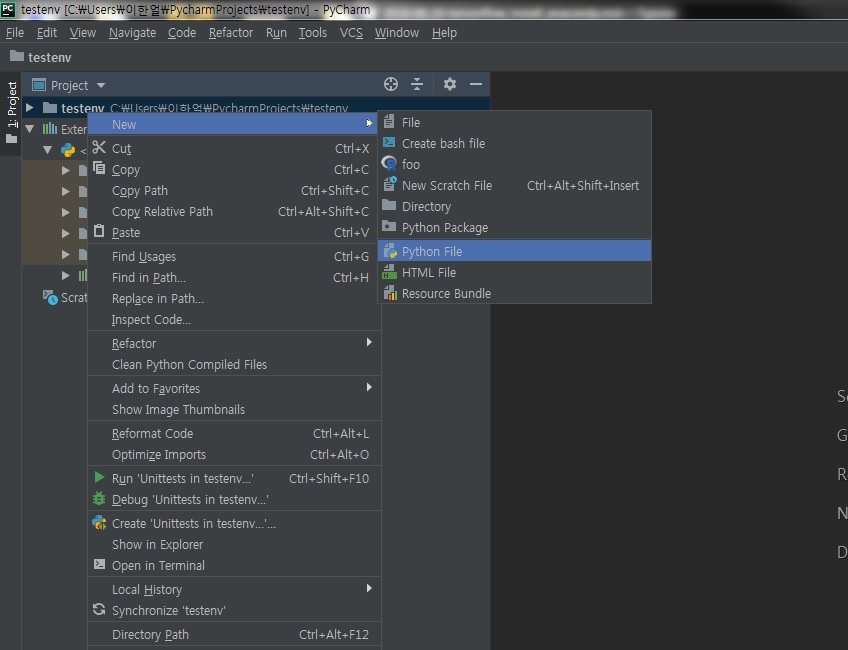 PC testenv [C:₩Users₩이한얼₩PycharmProjects₩testenv] - PyCharm
File Edit View Navigate Code Refactor Run Tools VCS Window Help
testenv
1: Project
Project
testenv C:₩Users₩이한얼₩PycharmProjects₩testenv
Exter
<
Scrat
New
Cut Ctrl+X
Copy Ctrl+C
Copy Path Ctrl+Shift+C
Copy Relative Path Ctrl+Alt+Shift+C
Paste Ctrl+V
Find Usages Ctrl+G
Find in Path... Ctrl+H
Replace in Path...
Inspect Code...
Refactor
Clean Python Compiled Files
Add to Favorites
Show Image Thumbnails
Reformat Code Ctrl+Alt+L
Optimize Imports Ctrl+Alt+O
Run 'Unittests in testenv...' Ctrl+Shift+F10
Debug 'Unittests in testenv...'
Create 'Unittests in testenv...'...
Show in Explorer
Open in Terminal
Local History
Synchronize 'testenv'
Directory Path Ctrl+Alt+F12
File
Create bash file
foo
New Scratch File Ctrl+Alt+Shift+Insert
Directory
Python Package
Python File
HTML File
Resource Bundle
Se
G
R
N
D